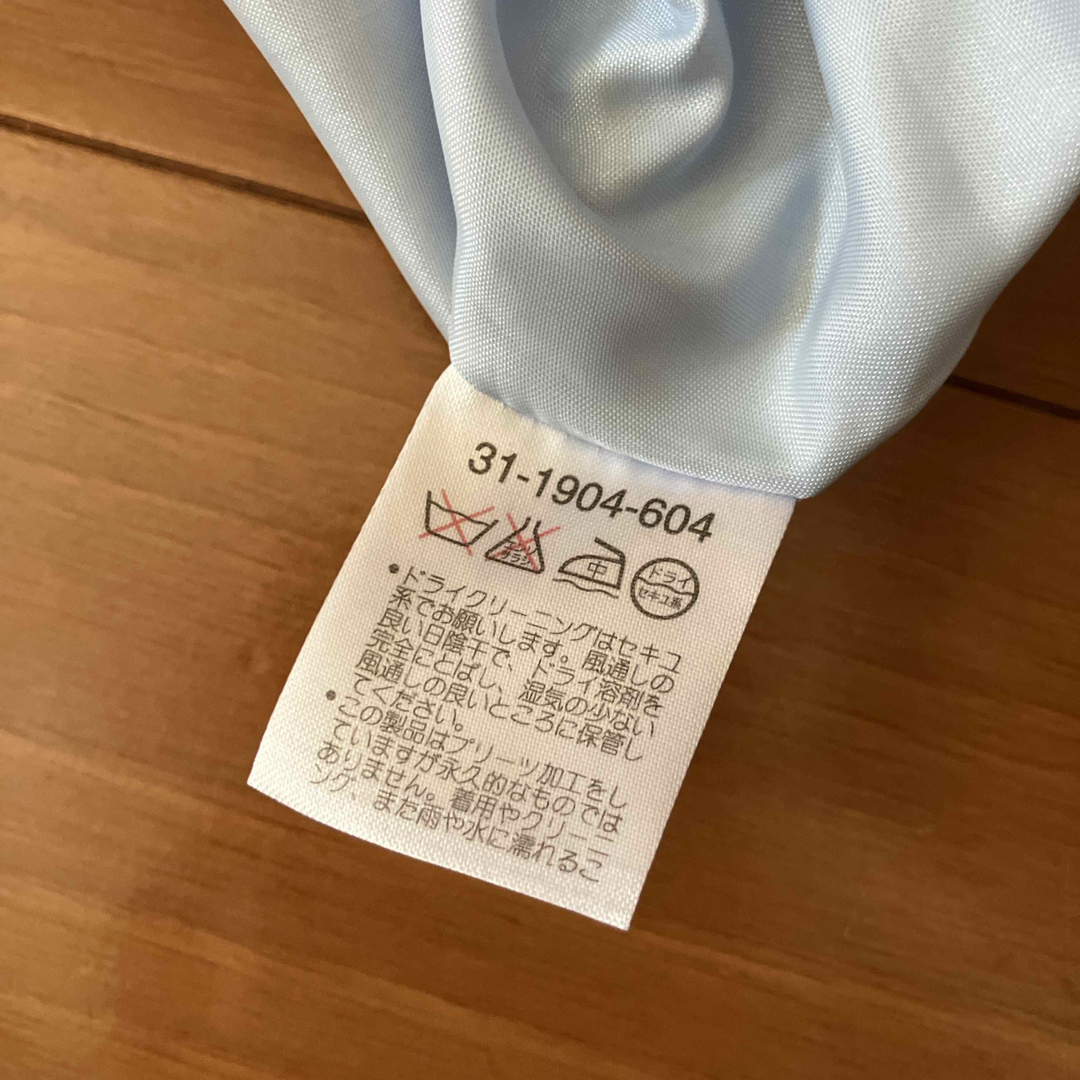 31-1904-604
エンソ
カラシ
中
ドライ
セキユ系
•ドライクリーニングはセキユ
系でお願いします。風通しの
良い日陰干で、ドライ溶剤を
完全にとばし、湿気の少ない
風通しの良いところに保管し
てください。
•この製品はプリーツ加工をし
ていますが永久的なものでは
ありません。着用やクリーニ
ング、また雨や水に濡れるこ